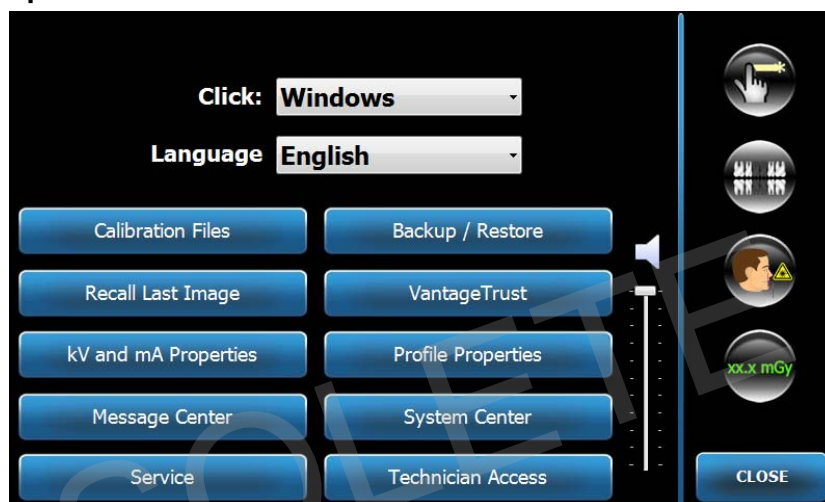 Click: Windows
Language English
Calibration Files Backup / Restore
Recall Last Image VantageTrust
kV and mA Properties Profile Properties
xx.x mGy
Message Center System Center
Service Technician Access
CLOSE